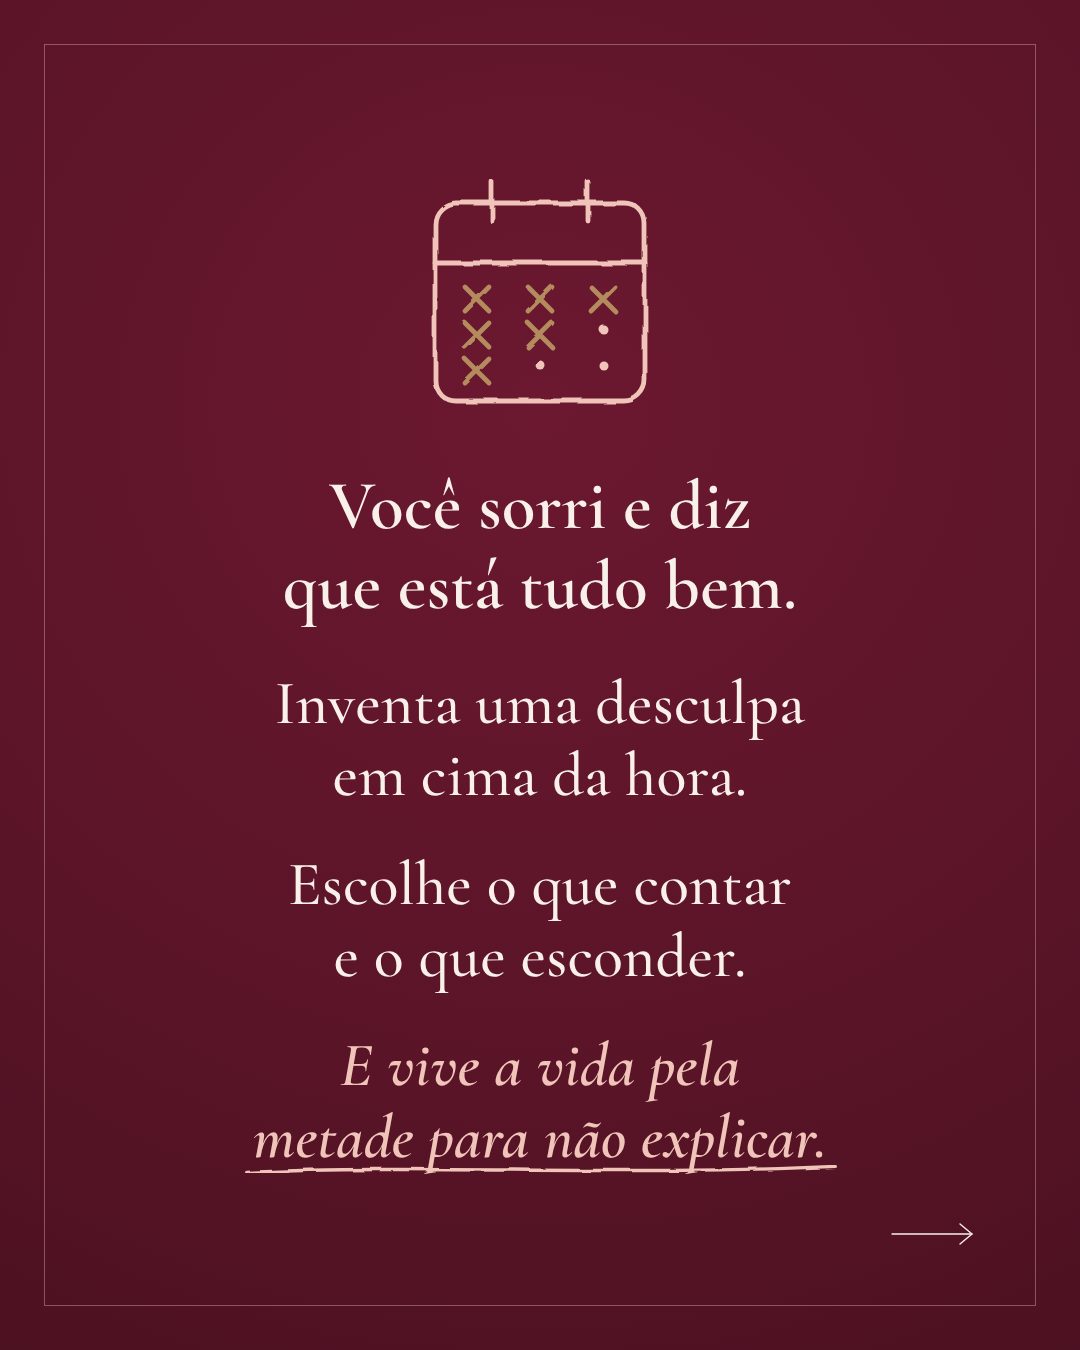 Você sorri e diz
que está tudo bem.
Inventa uma desculpa
em cima da hora.
Escolhe o que contar
e o que esconder.
E vive a vida pela
metade para não explicar.